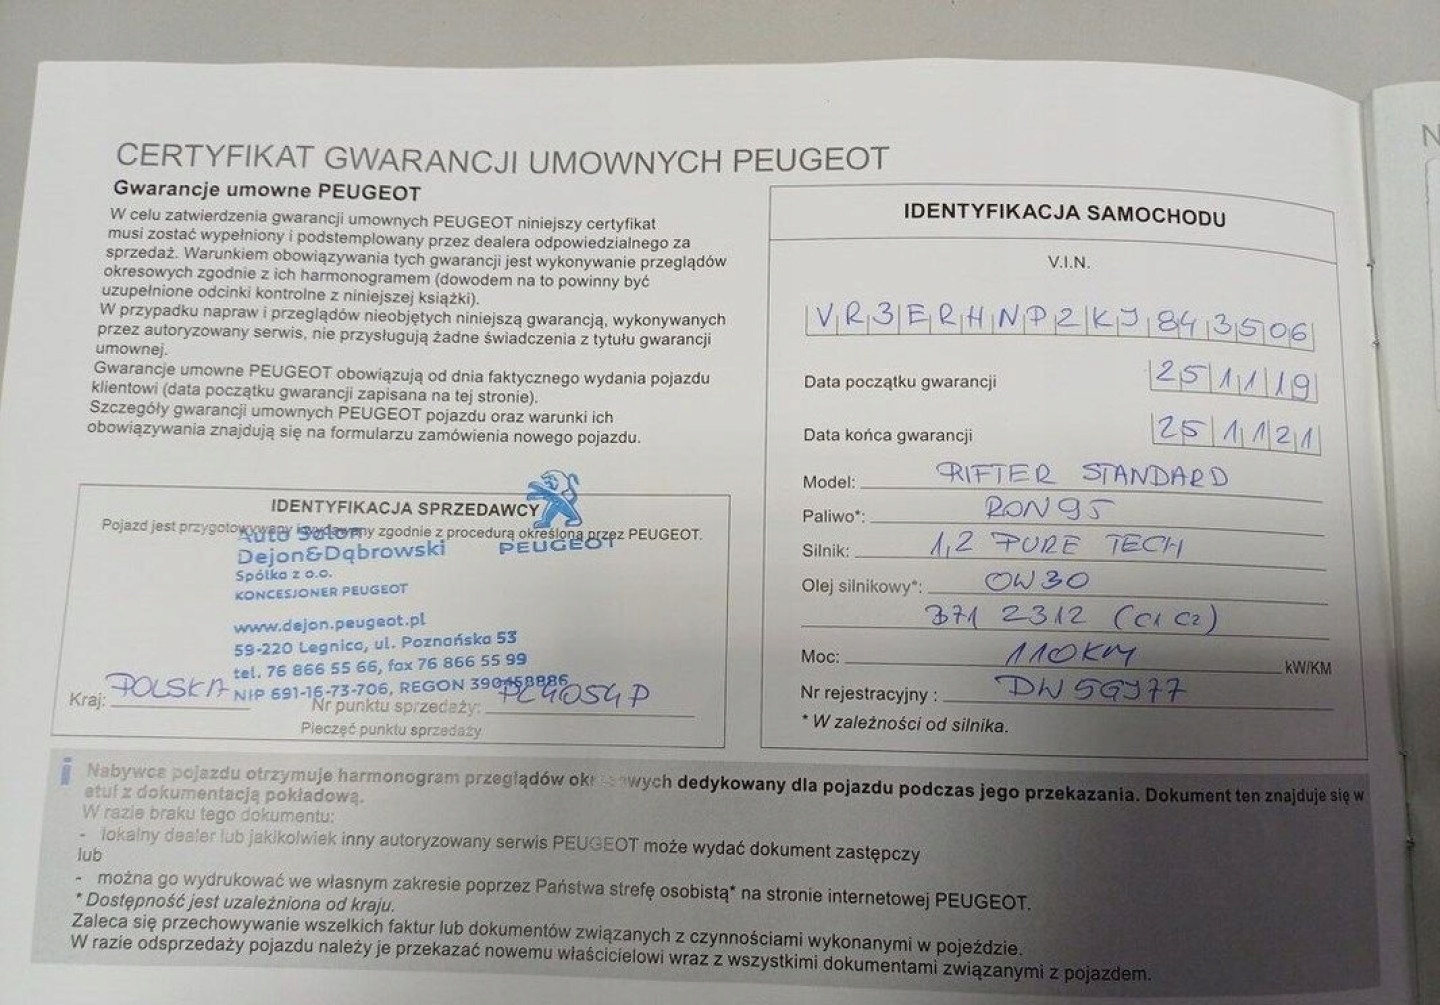 CERTYFIKAT GWARANCJI UMOWNYCH PEUGEOT
Gwarancje umowne PEUGEOT
W celu zatwierdzenia gwarancji umownych PEUGEOT niniejszy certyfikat
musi zostać wypełniony i podstemplowany przez dealera odpowiedzialnego za
sprzedaż. Warunkiem obowiązywania tych gwarancji jest wykonywanie przeglądów
okresowych zgodnie z ich harmonogramem (dowodem na to powinny być
uzupełnione odcinki kontrolne z niniejszej książki).
W przypadku napraw i przeglądów nieobjętych niniejszą gwarancją, wykonywanych
przez autoryzowany serwis, nie przysługują żadne świadczenia z tytułu gwarancji
umownej.
Gwarancje umowne PEUGEOT obowiązują od dnia faktycznego wydania pojazdu
klientowi (data początku gwarancji zapisana na tej stronie).
Szczegóły gwarancji umownych PEUGEOT pojazdu oraz warunki ich
obowiązywania znajdują się na formularzu zamówienia nowego pojazdu.
IDENTYFIKACJA SPRZEDAWCY
Pojazd jest przygotowywany i wydawany zgodnie z procedurą określoną przez PEUGEOT.
Auto Salon
Dejon&Dąbrowski
PEUGEOT
Spółka z o.o.
KONCESJONER PEUGEOT
www.dejon.peugeot.pl
59-220 Legnica, ul. Poznańska 53
tel. 76 866 55 66, fax 76 866 55 99
NIP 691-16-73-706, REGON
Kraj: POLSKA
Nr punktu sprzedaży: PL4054P
Pieczęć punktu sprzedaży
IDENTYFIKACJA SAMOCHODU
V.I.N.
VR3ERHNPZKJ843506
Data początku gwarancji 25 11 19
Data końca gwarancji 25 11 21
Model: RIFTER STANDARD
Paliwo*: RON95
Silnik: 1,2 PURE TECH
Olej silnikowy*: 0W30
B71 2312 (C1 C2)
Moc: 110KM kW/KM
Nr rejestracyjny : DW5GJ77
* W zależności od silnika.
i
Nabywca pojazdu otrzymuje harmonogram przeglądów okresowych dedykowany dla pojazdu podczas jego przekazania. Dokument ten znajduje się w
etui z dokumentacją pokładową.
W razie braku tego dokumentu:
- lokalny dealer lub jakikolwiek inny autoryzowany serwis PEUGEOT może wydać dokument zastępczy
lub
- można go wydrukować we własnym zakresie poprzez Państwa strefę osobistą* na stronie internetowej PEUGEOT.
* Dostępność jest uzależniona od kraju.
Zaleca się przechowywanie wszelkich faktur lub dokumentów związanych z czynnościami wykonanymi w pojeździe.
W razie odsprzedaży pojazdu należy je przekazać nowemu właścicielowi wraz z wszystkimi dokumentami związanymi z pojazdem.
N